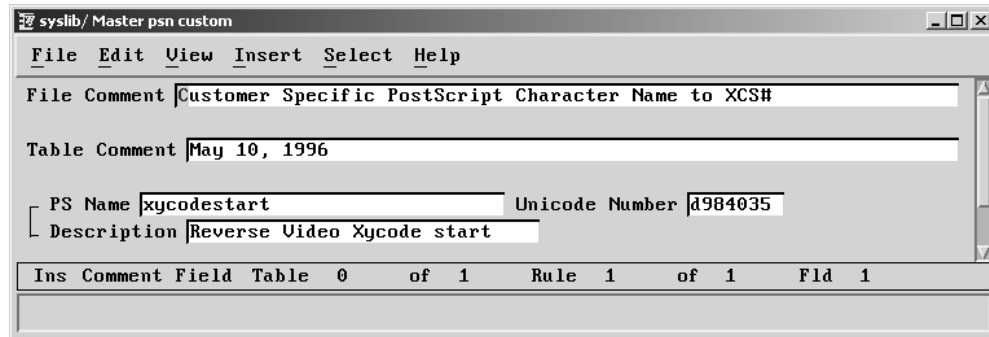 syslib/ Master psn custom
File Edit View Insert Select Help
File Comment Customer Specific PostScript Character Name to XCS#
Table Comment May 10, 1996
PS Name xycodestart Unicode Number d984035
Description Reverse Video Xycode start
Ins Comment Field Table 0 of 1 Rule 1 of 1 Fld 1